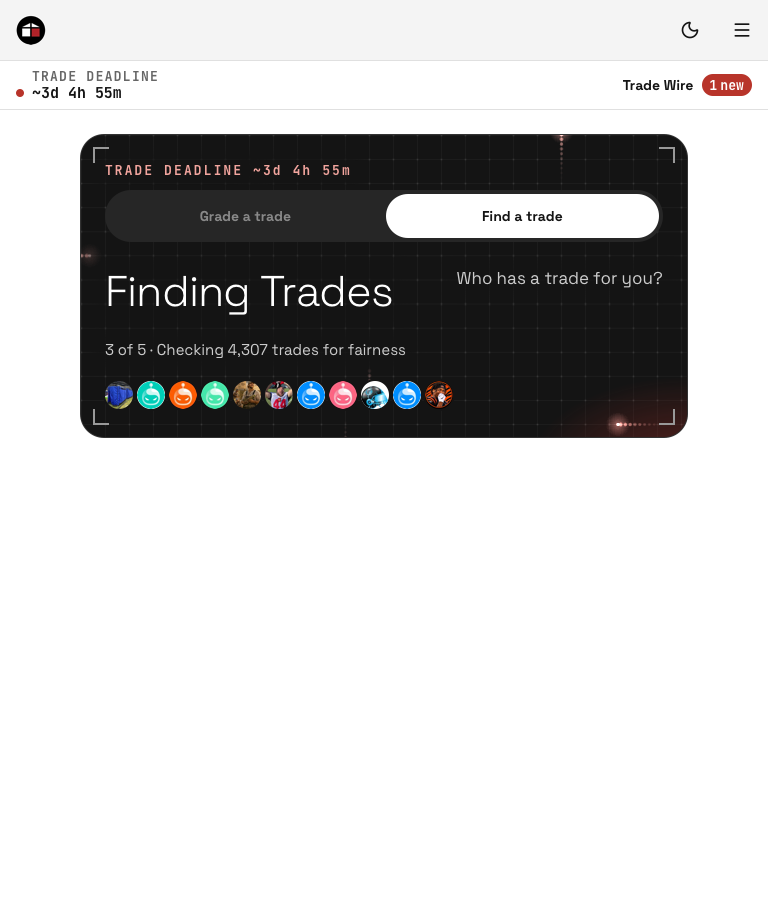 TRADE DEADLINE
~3d 4h 55m
Trade Wire
1 new
TRADE DEADLINE ~3d 4h 55m
Grade a trade
Find a trade
Finding Trades
Who has a trade for you?
3 of 5 · Checking 4,307 trades for fairness